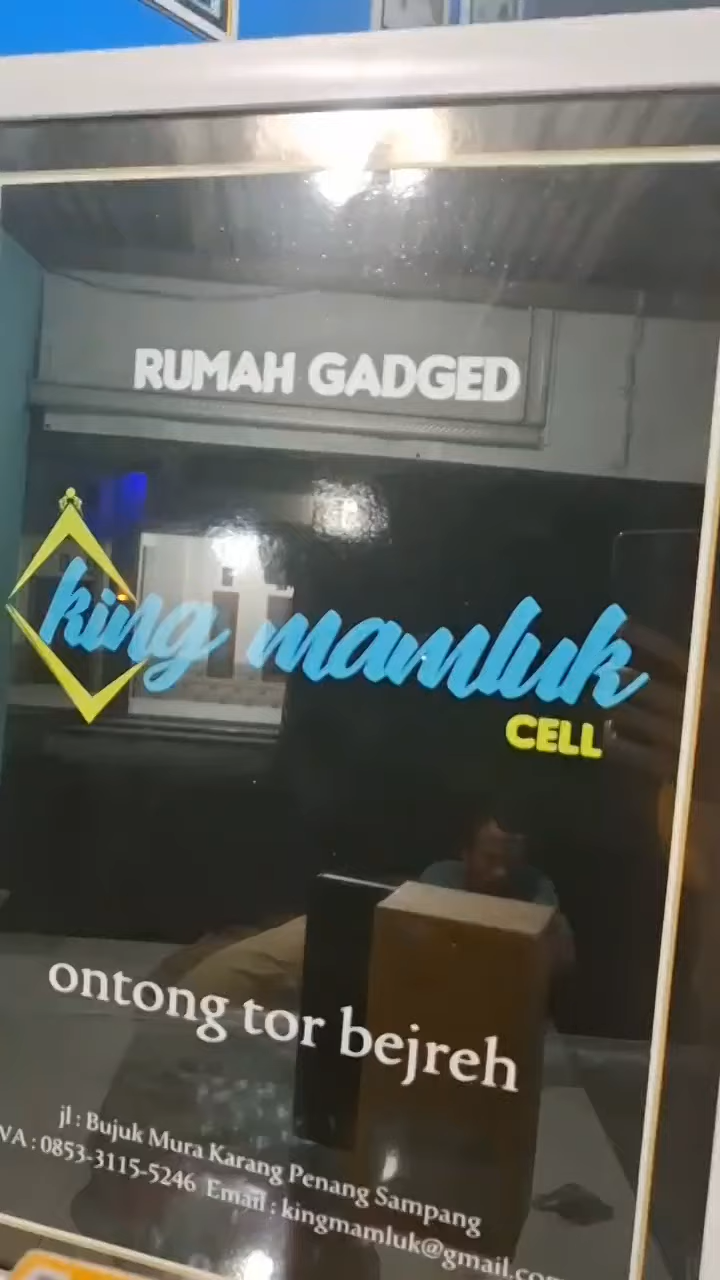 RUMAH GADGED
king mamluk
CELL
ontong tor bejreh
jl : Bujuk Mura Karang Penang Sampang
VA : 0853-3115-5246 Email : kingmamluk@gmail.com